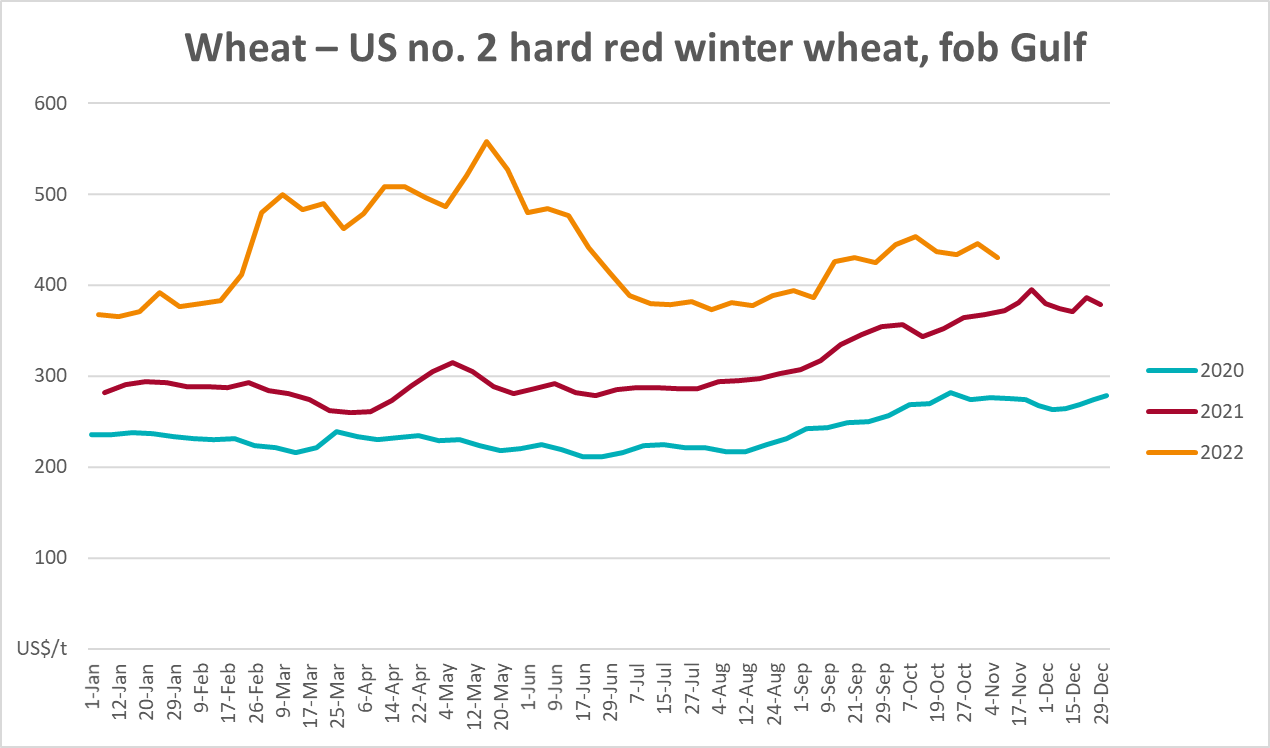 Wheat – US no. 2 hard red winter wheat, fob Gulf
600
500
400
300
200
100
US$/t
1-Jan
12-Jan
20-Jan
29-Jan
9-Feb
17-Feb
26-Feb
9-Mar
17-Mar
25-Mar
6-Apr
14-Apr
22-Apr
4-May
12-May
20-May
1-Jun
9-Jun
17-Jun
29-Jun
7-Jul
15-Jul
27-Jul
4-Aug
12-Aug
24-Aug
1-Sep
9-Sep
21-Sep
29-Sep
7-Oct
19-Oct
27-Oct
4-Nov
17-Nov
1-Dec
15-Dec
29-Dec
2020
2021
2022